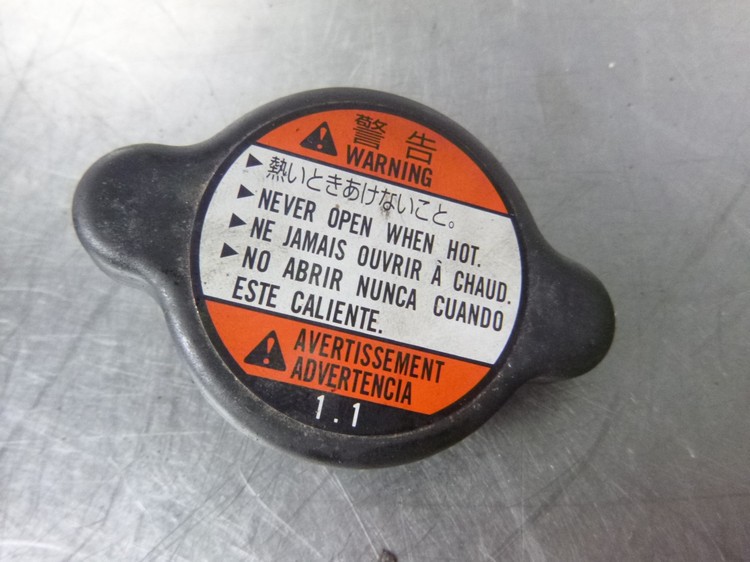 警告
WARNING
熱いときあけないこと。
NEVER OPEN WHEN HOT.
NE JAMAIS OUVRIR À CHAUD.
NO ABRIR NUNCA CUANDO
ESTE CALIENTE.
AVERTISSEMENT
ADVERTENCIA
1.1